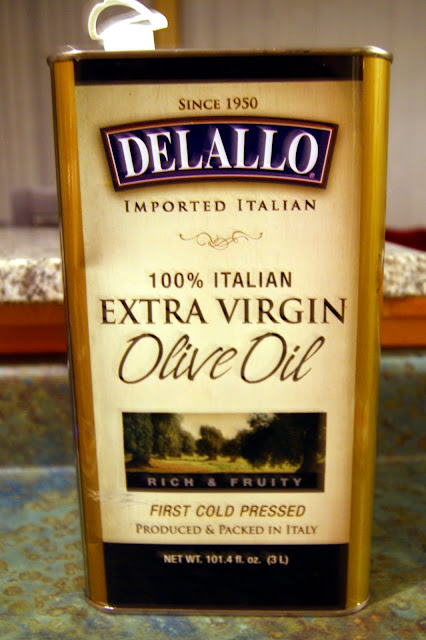 SINCE 1950
DELALLO®
IMPORTED ITALIAN
100% ITALIAN
EXTRA VIRGIN
Olive Oil
RICH & FRUITY
FIRST COLD PRESSED
PRODUCED & PACKED IN ITALY
NET WT. 101.4 fl. oz. (3 L)